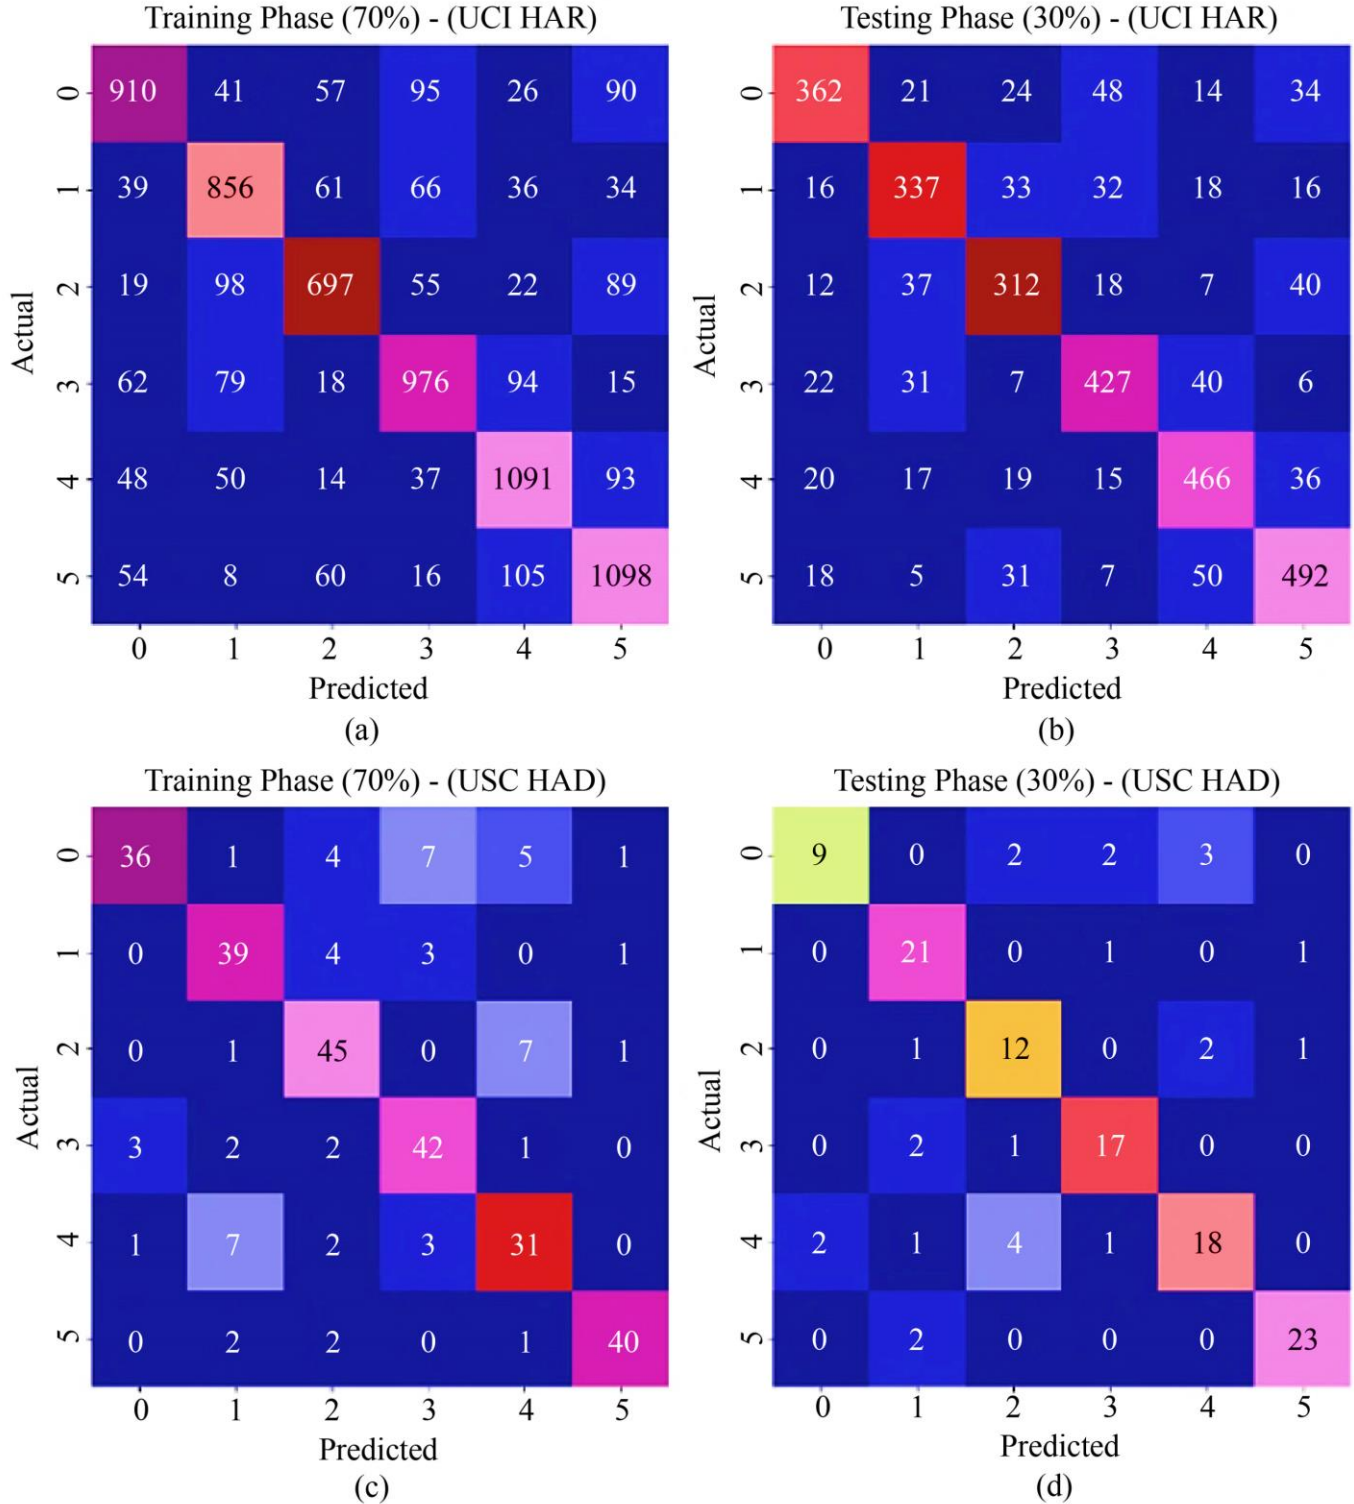 Training Phase (70%) - (UCI HAR)
0 910 41 57 95 26 90
1 39 856 61 66 36 34
2 19 98 697 55 22 89
3 62 79 18 976 94 15
4 48 50 14 37 1091 93
5 54 8 60 16 105 1098
0 1 2 3 4 5
Actual
Predicted
(a)
Testing Phase (30%) - (UCI HAR)
0 362 21 24 48 14 34
1 16 337 33 32 18 16
2 12 37 312 18 7 40
3 22 31 7 427 40 6
4 20 17 19 15 466 36
5 18 5 31 7 50 492
0 1 2 3 4 5
Actual
Predicted
(b)
Training Phase (70%) - (USC HAD)
0 36 1 4 7 5 1
1 0 39 4 3 0 1
2 0 1 45 0 7 1
3 3 2 2 42 1 0
4 1 7 2 3 31 0
5 0 2 2 0 1 40
0 1 2 3 4 5
Actual
Predicted
(c)
Testing Phase (30%) - (USC HAD)
0 9 0 2 2 3 0
1 0 21 0 1 0 1
2 0 1 12 0 2 1
3 0 2 1 17 0 0
4 2 1 4 1 18 0
5 0 2 0 0 0 23
0 1 2 3 4 5
Actual
Predicted
(d)